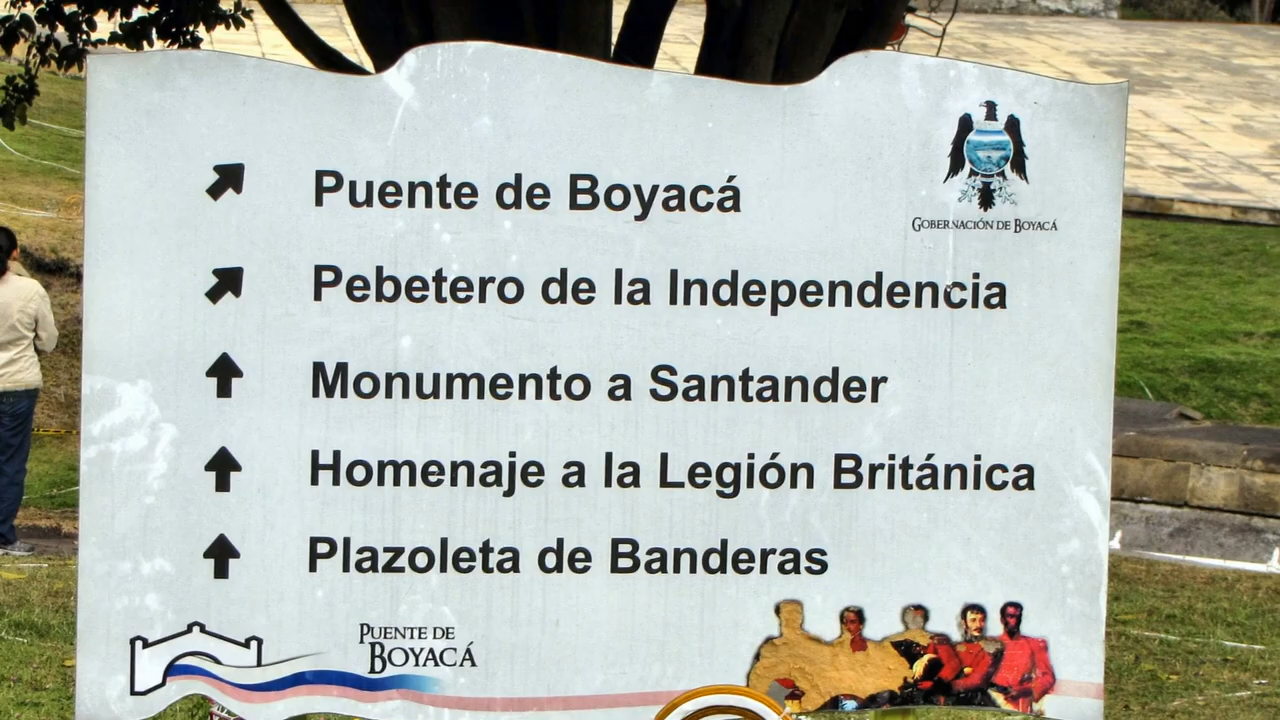 Puente de Boyacá
GOBERNACIÓN DE BOYACÁ
Pebetero de la Independencia
Monumento a Santander
Homenaje a la Legión Británica
Plazoleta de Banderas
PUENTE DE
BOYACÁ